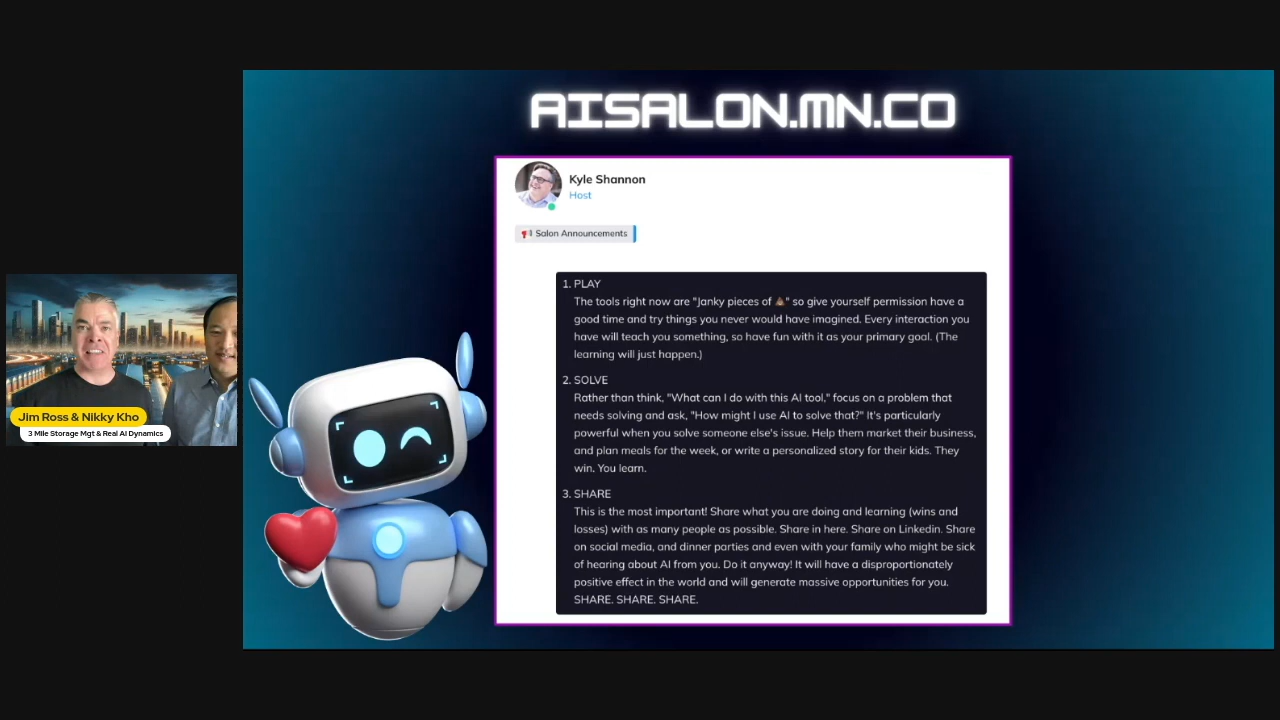 AISALON.MN.CO
Kyle Shannon
Host
Salon Announcements
1. PLAY
The tools right now are "Janky pieces of 💩" so give yourself permission have a
good time and try things you never would have imagined. Every interaction you
have will teach you something, so have fun with it as your primary goal. (The
learning will just happen.)
2. SOLVE
Rather than think, "What can I do with this AI tool," focus on a problem that
needs solving and ask, "How might I use AI to solve that?" It's particularly
powerful when you solve someone else's issue. Help them market their business,
and plan meals for the week, or write a personalized story for their kids. They
win. You learn.
3. SHARE
This is the most important! Share what you are doing and learning (wins and
losses) with as many people as possible. Share in here. Share on Linkedin. Share
on social media, and dinner parties and even with your family who might be sick
of hearing about AI from you. Do it anyway! It will have a disproportionately
positive effect in the world and will generate massive opportunities for you.
SHARE. SHARE. SHARE.
Jim Ross & Nikky Kho
3 Mile Storage Mgt & Real AI Dynamics